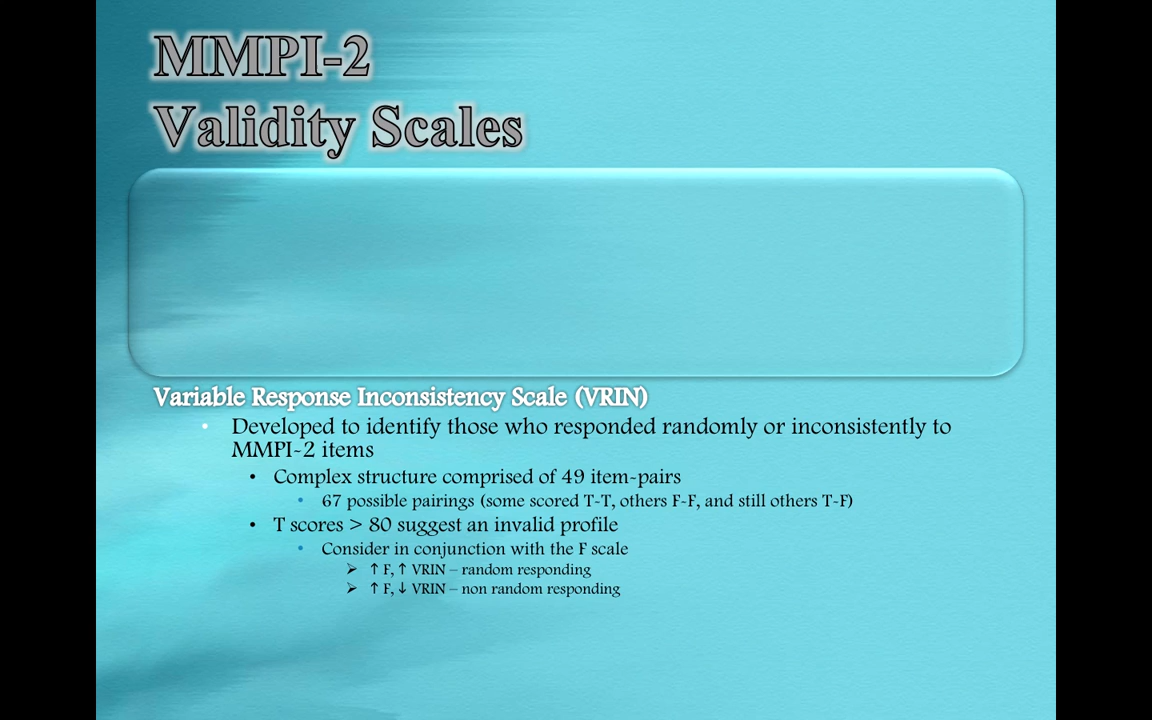 MMPI-2
Validity Scales
Variable Response Inconsistency Scale (VRIN)
• Developed to identify those who responded randomly or inconsistently to
MMPI-2 items
• Complex structure comprised of 49 item-pairs
• 67 possible pairings (some scored T-T, others F-F, and still others T-F)
• T scores > 80 suggest an invalid profile
• Consider in conjunction with the F scale
➢ ↑ F, ↑ VRIN – random responding
➢ ↑ F, ↓ VRIN – non random responding